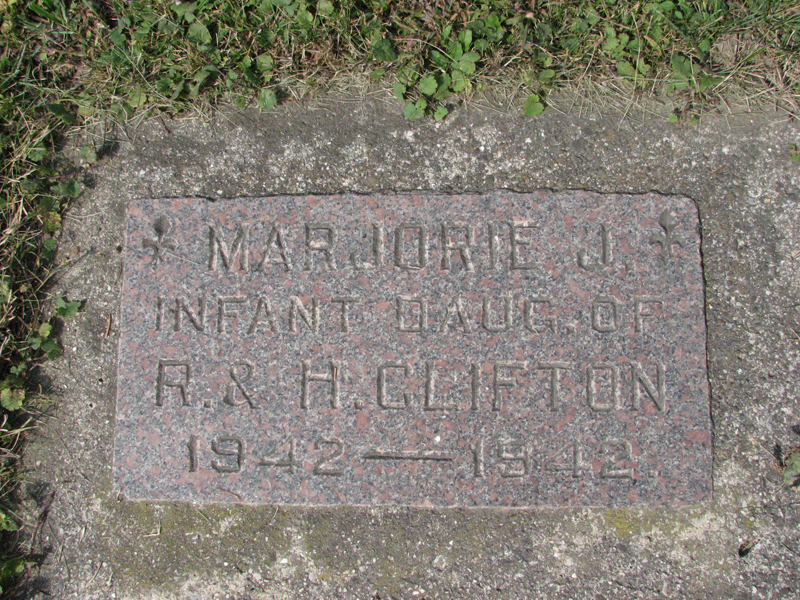 MARJORIE J.
INFANT DAUG. OF
R. & H. CLIFTON
1942 — 1942.